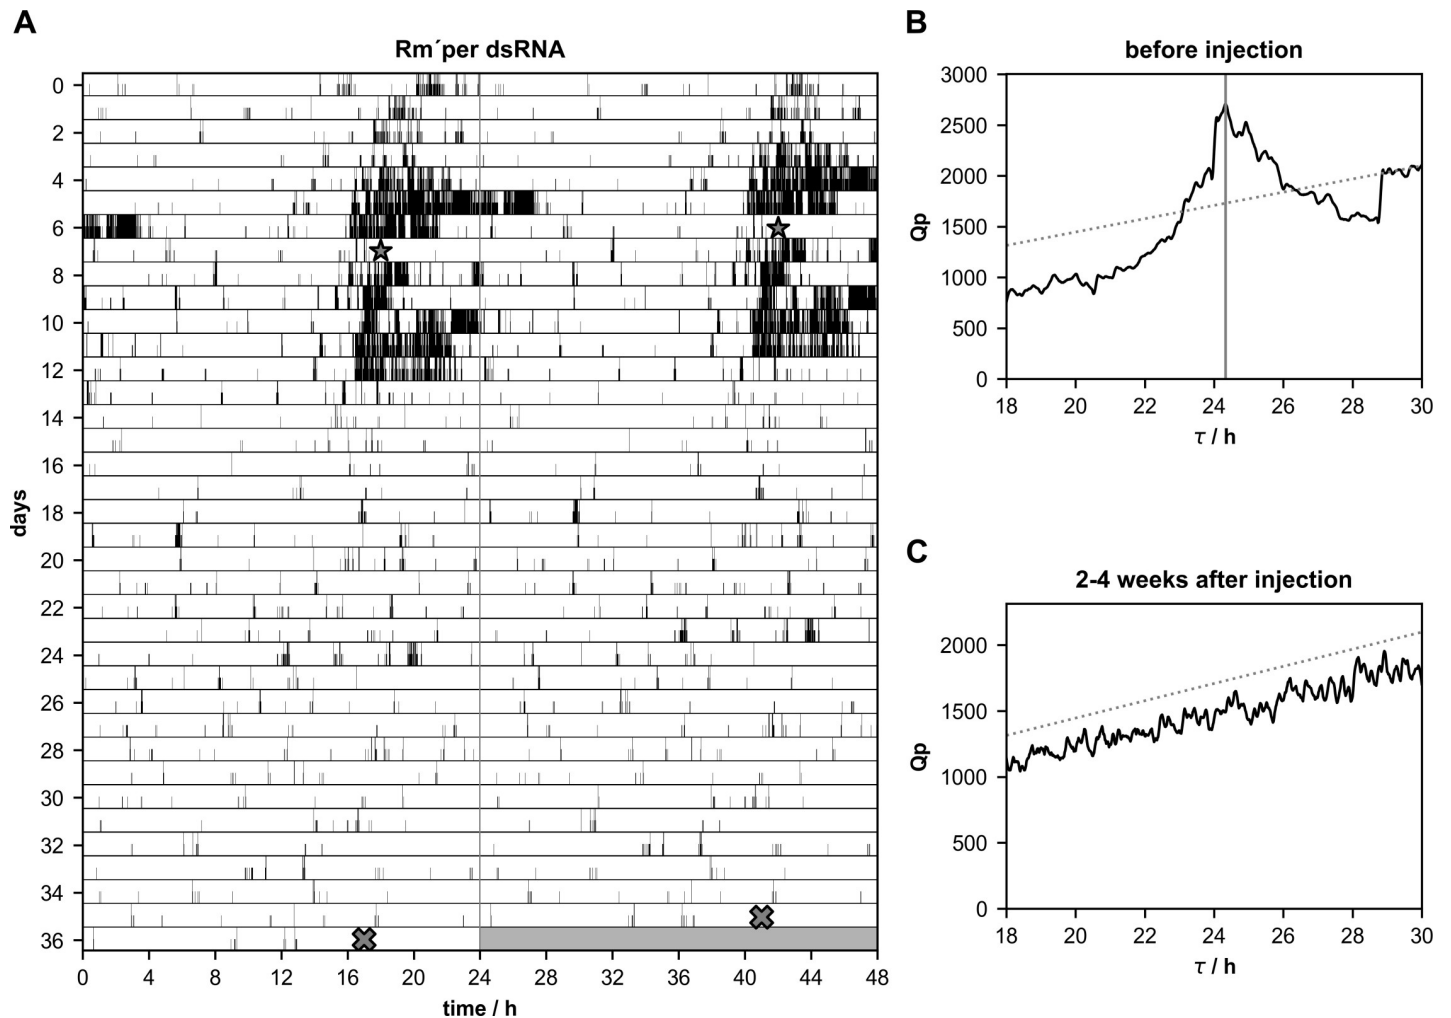 A
Rm´per dsRNA
0
2
4
6
8
10
12
14
16
18
20
22
24
26
28
30
32
34
36
days
0 4 8 12 16 20 24 28 32 36 40 44 48
time / h
B
before injection
3000
2500
2000
1500
1000
500
0
Qp
18 20 22 24 26 28 30
τ / h
C
2-4 weeks after injection
2000
1500
1000
500
0
Qp
18 20 22 24 26 28 30
τ / h